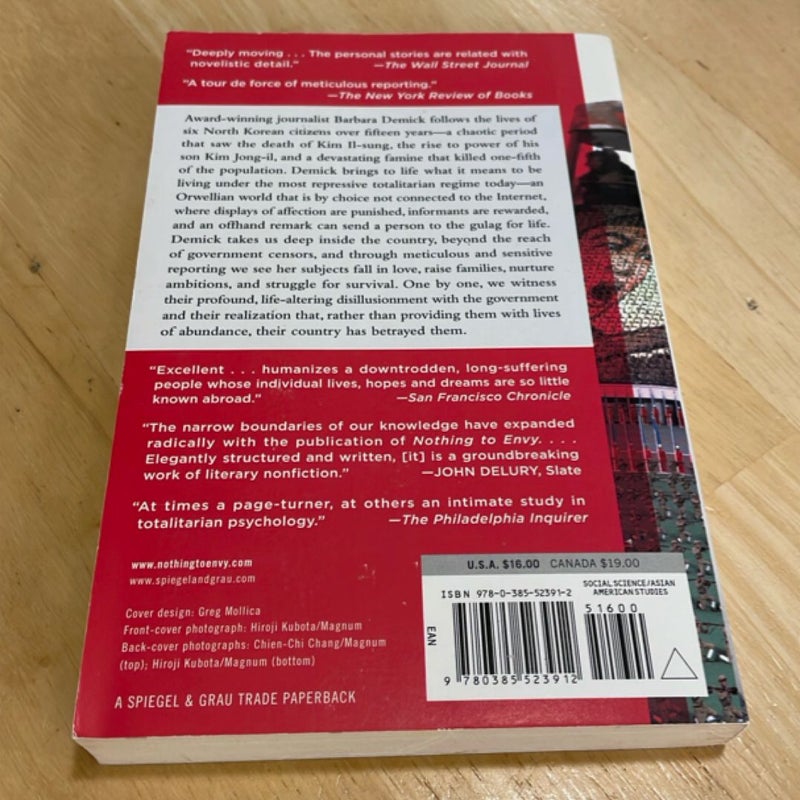 "Deeply moving . . . The personal stories are related with
novelistic detail." —The Wall Street Journal
"A tour de force of meticulous reporting."
—The New York Review of Books
Award-winning journalist Barbara Demick follows the lives of
six North Korean citizens over fifteen years—a chaotic period
that saw the death of Kim Il-sung, the rise to power of his
son Kim Jong-il, and a devastating famine that killed one-fifth
of the population. Demick brings to life what it means to be
living under the most repressive totalitarian regime today—an
Orwellian world that is by choice not connected to the Internet,
where displays of affection are punished, informants are rewarded,
and an offhand remark can send a person to the gulag for life.
Demick takes us deep inside the country, beyond the reach
of government censors, and through meticulous and sensitive
reporting we see her subjects fall in love, raise families, nurture
ambitions, and struggle for survival. One by one, we witness
their profound, life-altering disillusionment with the government
and their realization that, rather than providing them with lives
of abundance, their country has betrayed them.
"Excellent . . . humanizes a downtrodden, long-suffering
people whose individual lives, hopes and dreams are so little
known abroad." —San Francisco Chronicle
"The narrow boundaries of our knowledge have expanded
radically with the publication of Nothing to Envy. . . .
Elegantly structured and written, [it] is a groundbreaking
work of literary nonfiction." —JOHN DELURY, Slate
"At times a page-turner, at others an intimate study in
totalitarian psychology." —The Philadelphia Inquirer
www.nothingtoenvy.com
www.spiegelandgrau.com
Cover design: Greg Mollica
Front-cover photograph: Hiroji Kubota/Magnum
Back-cover photographs: Chien-Chi Chang/Magnum
(top); Hiroji Kubota/Magnum (bottom)
A SPIEGEL & GRAU TRADE PAPERBACK
U.S.A. $16.00 CANADA $19.00
ISBN 978-0-385-52391-2
SOCIAL SCIENCE/ASIAN
AMERICAN STUDIES
51600
EAN
9 780385 523912